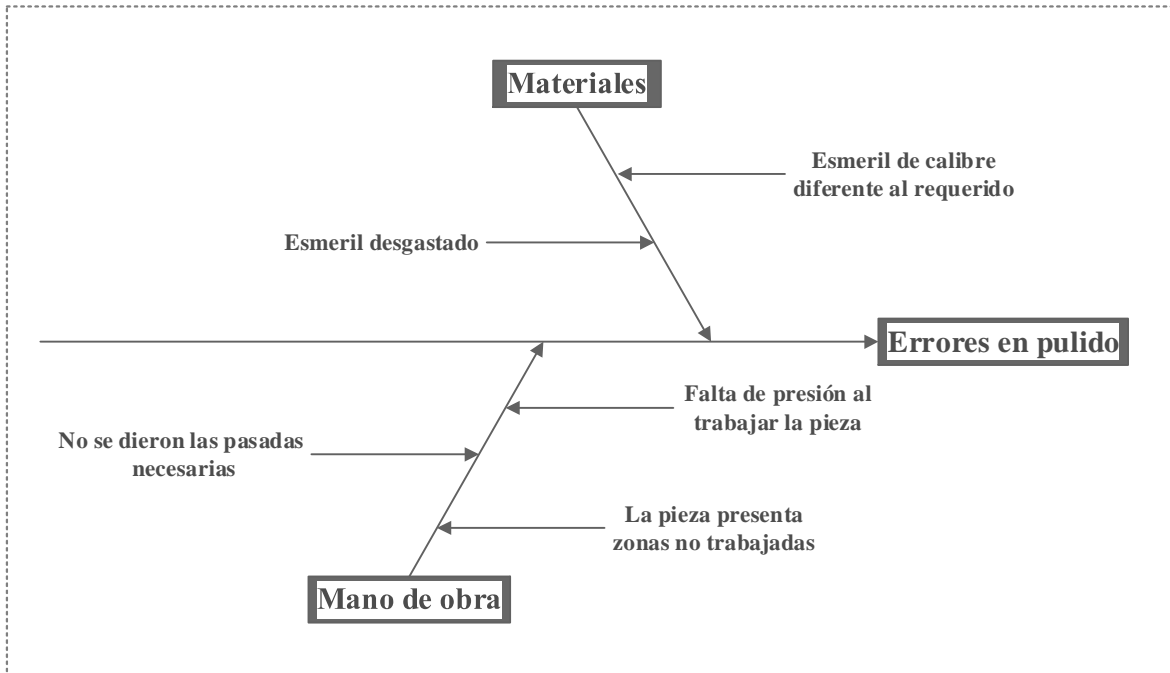 Materiales
Esmeril de calibre
diferente al requerido
Esmeril desgastado
Errores en pulido
Falta de presión al
trabajar la pieza
No se dieron las pasadas
necesarias
La pieza presenta
zonas no trabajadas
Mano de obra